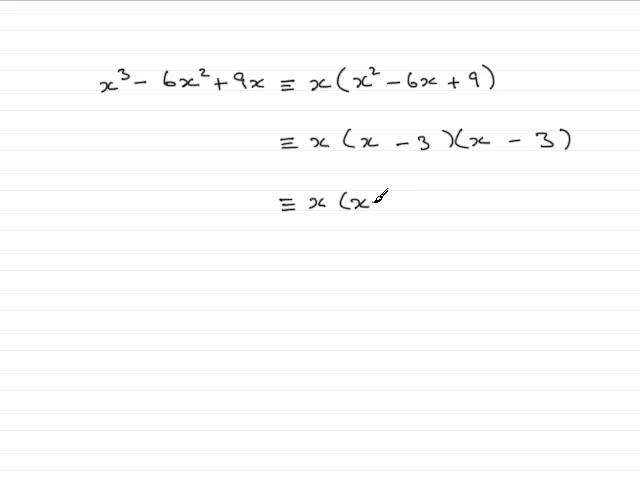 x³ - 6x² + 9x ≡ x(x² - 6x + 9)
≡ x (x - 3)(x - 3)
≡ x (x